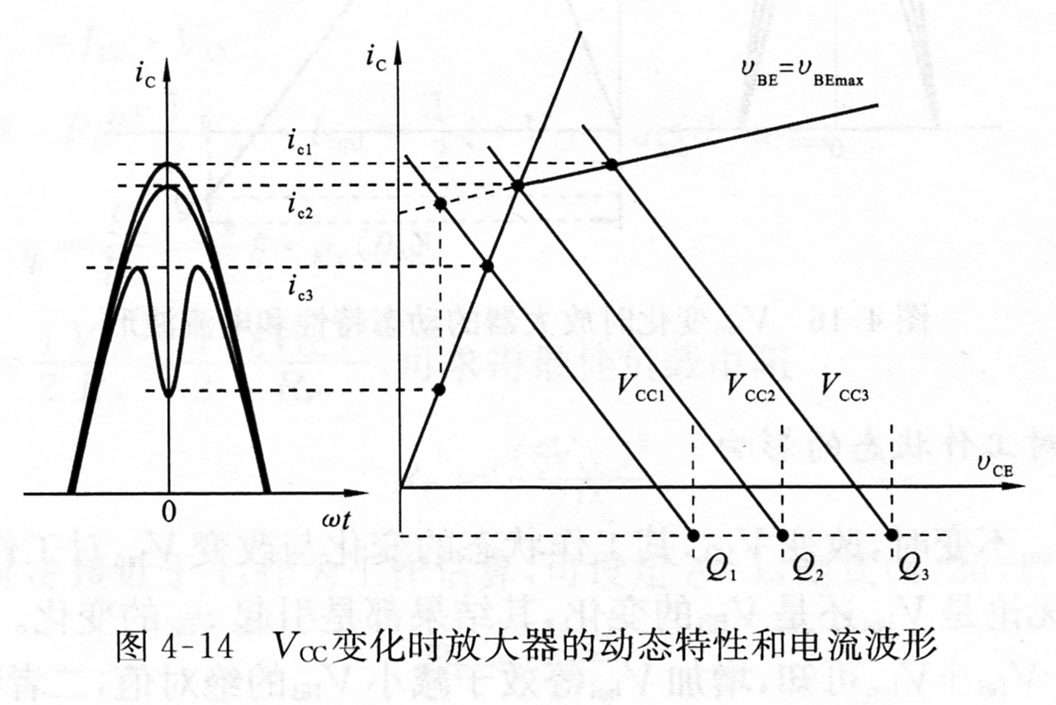 i_C
i_C
υ_BE=υ_BEmax
i_c1
i_c2
i_c3
V_CC1 V_CC2 V_CC3
υ_CE
0 ωt
Q_1 Q_2 Q_3
图 4-14 V_CC变化时放大器的动态特性和电流波形